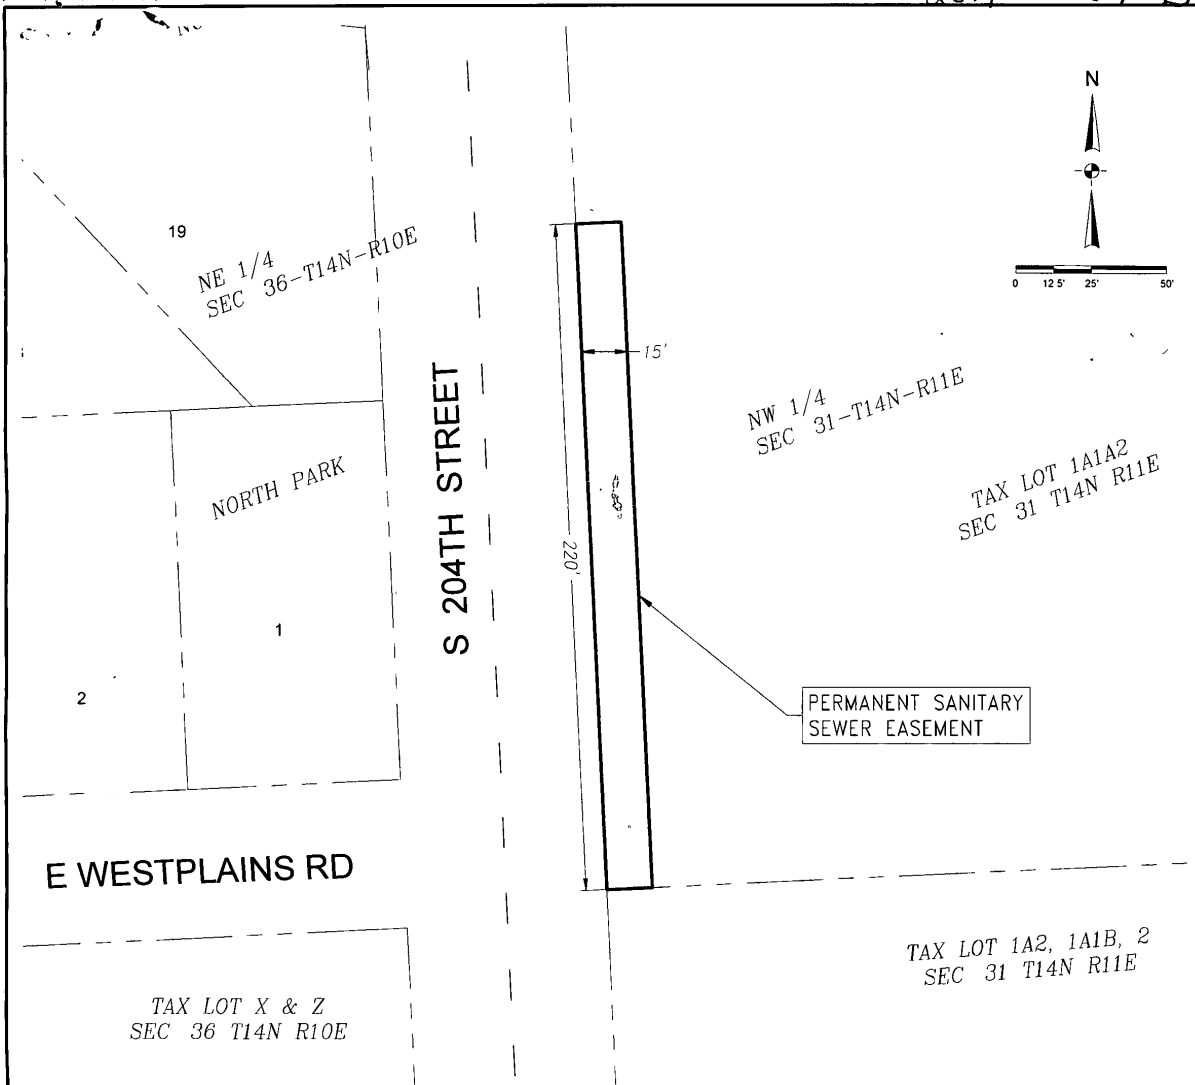 N
0 12 5' 25' 50'
19
NE 1/4
SEC 36-T14N-R10E
15'
NW 1/4
SEC 31-T14N-R11E
TAX LOT 1A1A2
SEC 31 T14N R11E
NORTH PARK
S 204TH STREET
220'
1
2
PERMANENT SANITARY
SEWER EASEMENT
E WESTPLAINS RD
TAX LOT 1A2, 1A1B, 2
SEC 31 T14N R11E
TAX LOT X & Z
SEC 36 T14N R10E